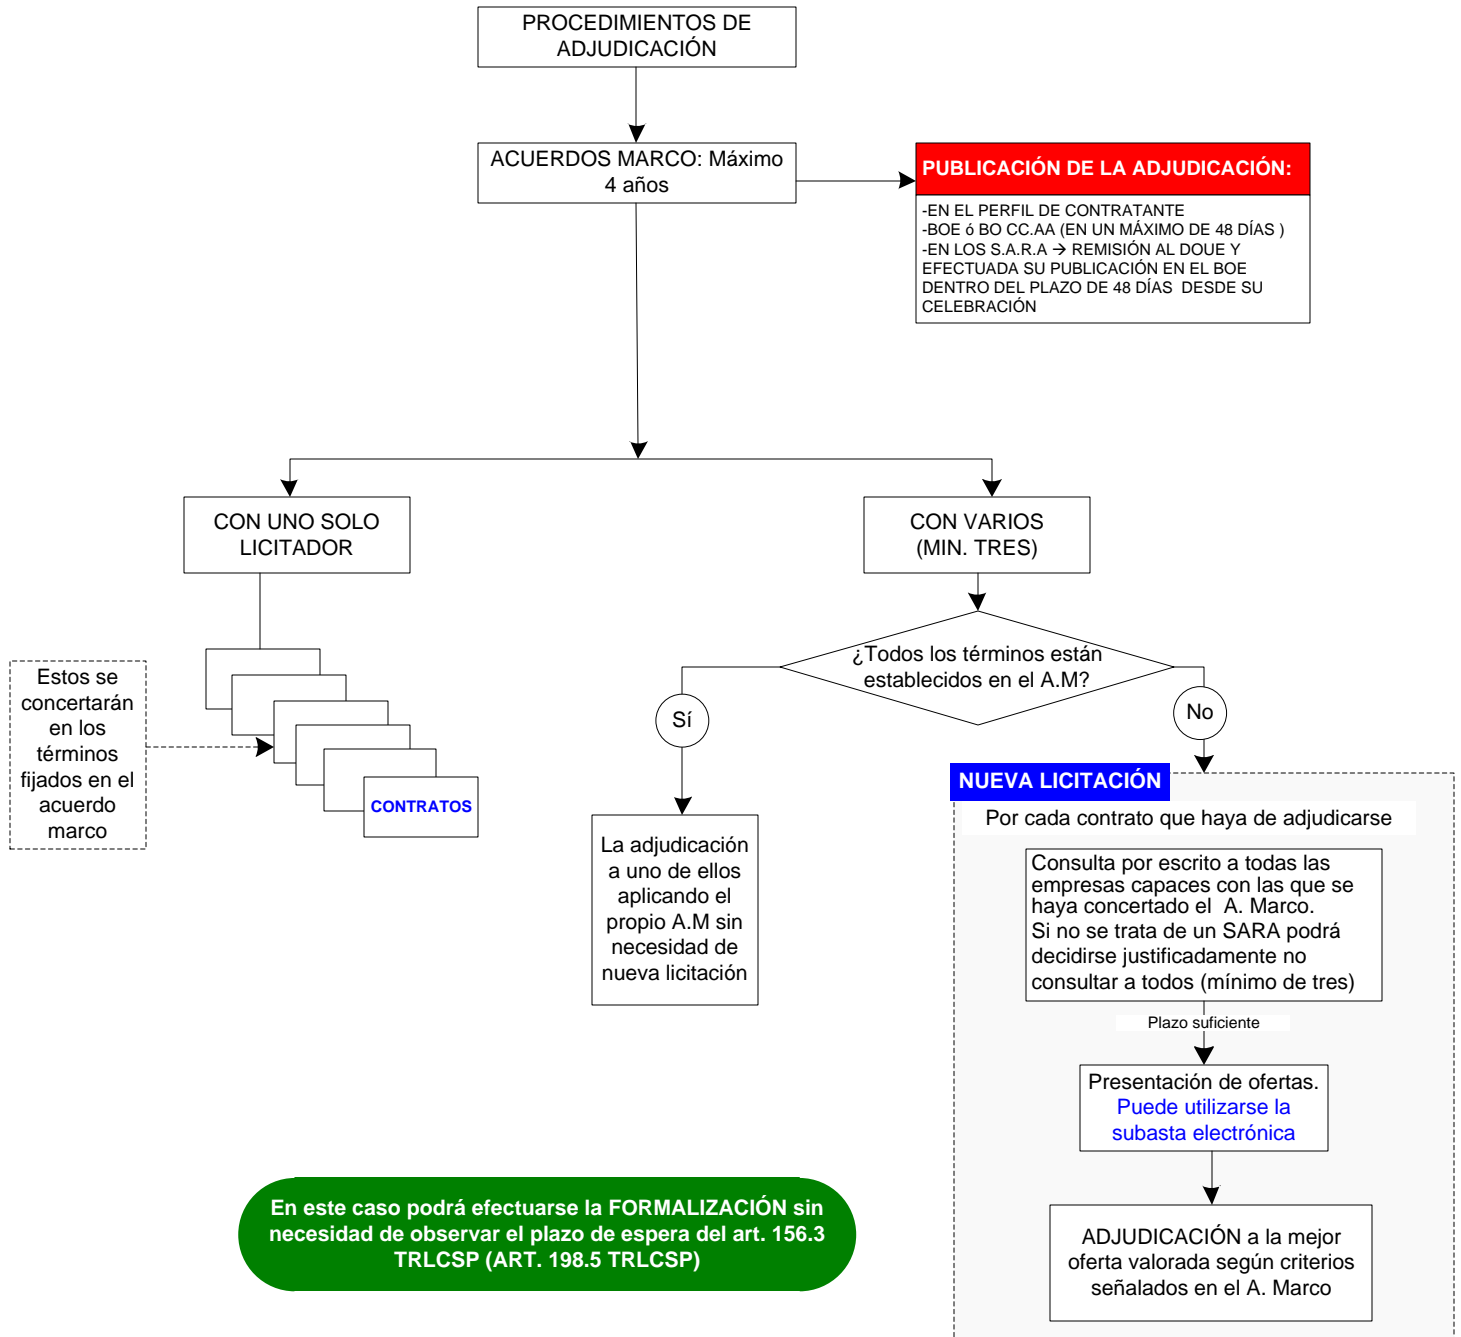 PROCEDIMIENTOS DE
ADJUDICACIÓN
ACUERDOS MARCO: Máximo
4 años
PUBLICACIÓN DE LA ADJUDICACIÓN:
-EN EL PERFIL DE CONTRATANTE
-BOE ó BO CC.AA (EN UN MÁXIMO DE 48 DÍAS )
-EN LOS S.A.R.A → REMISIÓN AL DOUE Y
EFECTUADA SU PUBLICACIÓN EN EL BOE
DENTRO DEL PLAZO DE 48 DÍAS  DESDE SU
CELEBRACIÓN
CON UNO SOLO
LICITADOR
CON VARIOS
(MIN. TRES)
Estos se
concertarán
en los
términos
fijados en el
acuerdo
marco
CONTRATOS
¿Todos los términos están
establecidos en el A.M?
Sí
No
La adjudicación
a uno de ellos
aplicando el
propio A.M sin
necesidad de
nueva licitación
NUEVA LICITACIÓN
Por cada contrato que haya de adjudicarse
Consulta por escrito a todas las
empresas capaces con las que se
haya concertado el  A. Marco.
Si no se trata de un SARA podrá
decidirse justificadamente no
consultar a todos (mínimo de tres)
Plazo suficiente
Presentación de ofertas.
Puede utilizarse la
subasta electrónica
ADJUDICACIÓN a la mejor
oferta valorada según criterios
señalados en el A. Marco
En este caso podrá efectuarse la FORMALIZACIÓN sin
necesidad de observar el plazo de espera del art. 156.3
TRLCSP (ART. 198.5 TRLCSP)